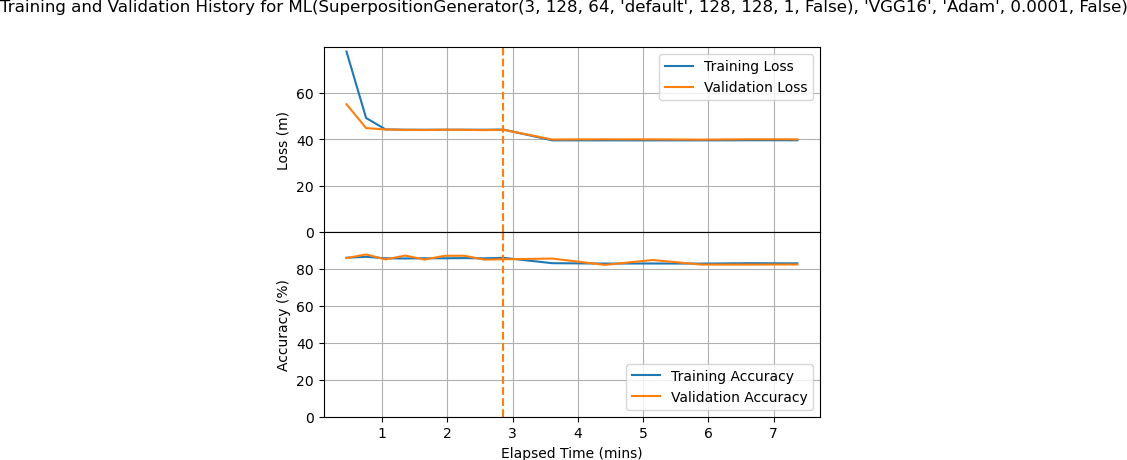 Training and Validation History for ML(SuperpositionGenerator(3, 128, 64, 'default', 128, 128, 1, False), 'VGG16', 'Adam', 0.0001, False)
Training Loss
Validation Loss
Loss (m)
60
40
20
0
Accuracy (%)
80
60
40
20
0
Training Accuracy
Validation Accuracy
1 2 3 4 5 6 7
Elapsed Time (mins)